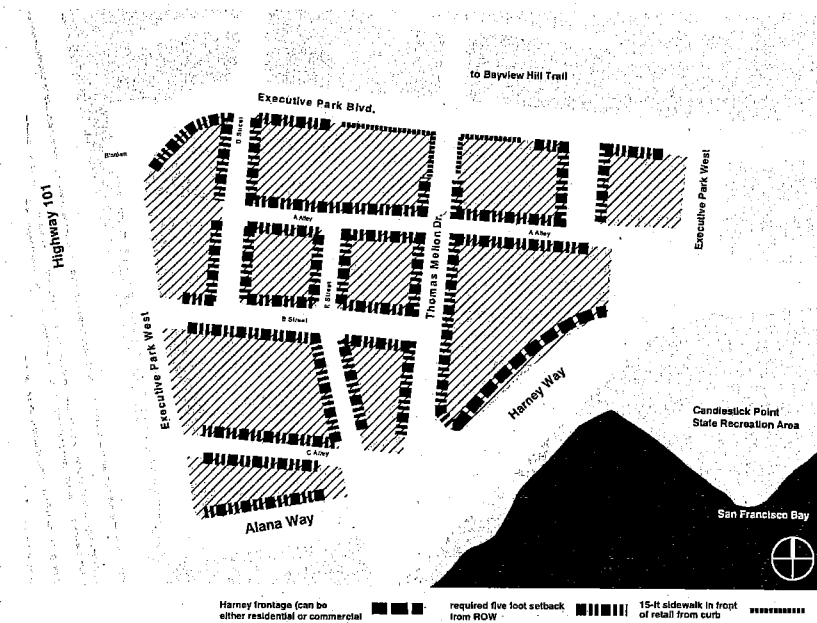 to Bayview Hill Trail
Executive Park Blvd.
D Street
Blanken
Executive Park West
Highway 101
A Alley
A Alley
Thomas Mellon Dr.
E Street
B Street
Executive Park West
Harney Way
Candlestick Point
State Recreation Area
C Alley
San Francisco Bay
Alana Way
Harney frontage (can be
either residential or commercial
required five foot setback
from ROW
15-ft sidewalk in front
of retail from curb